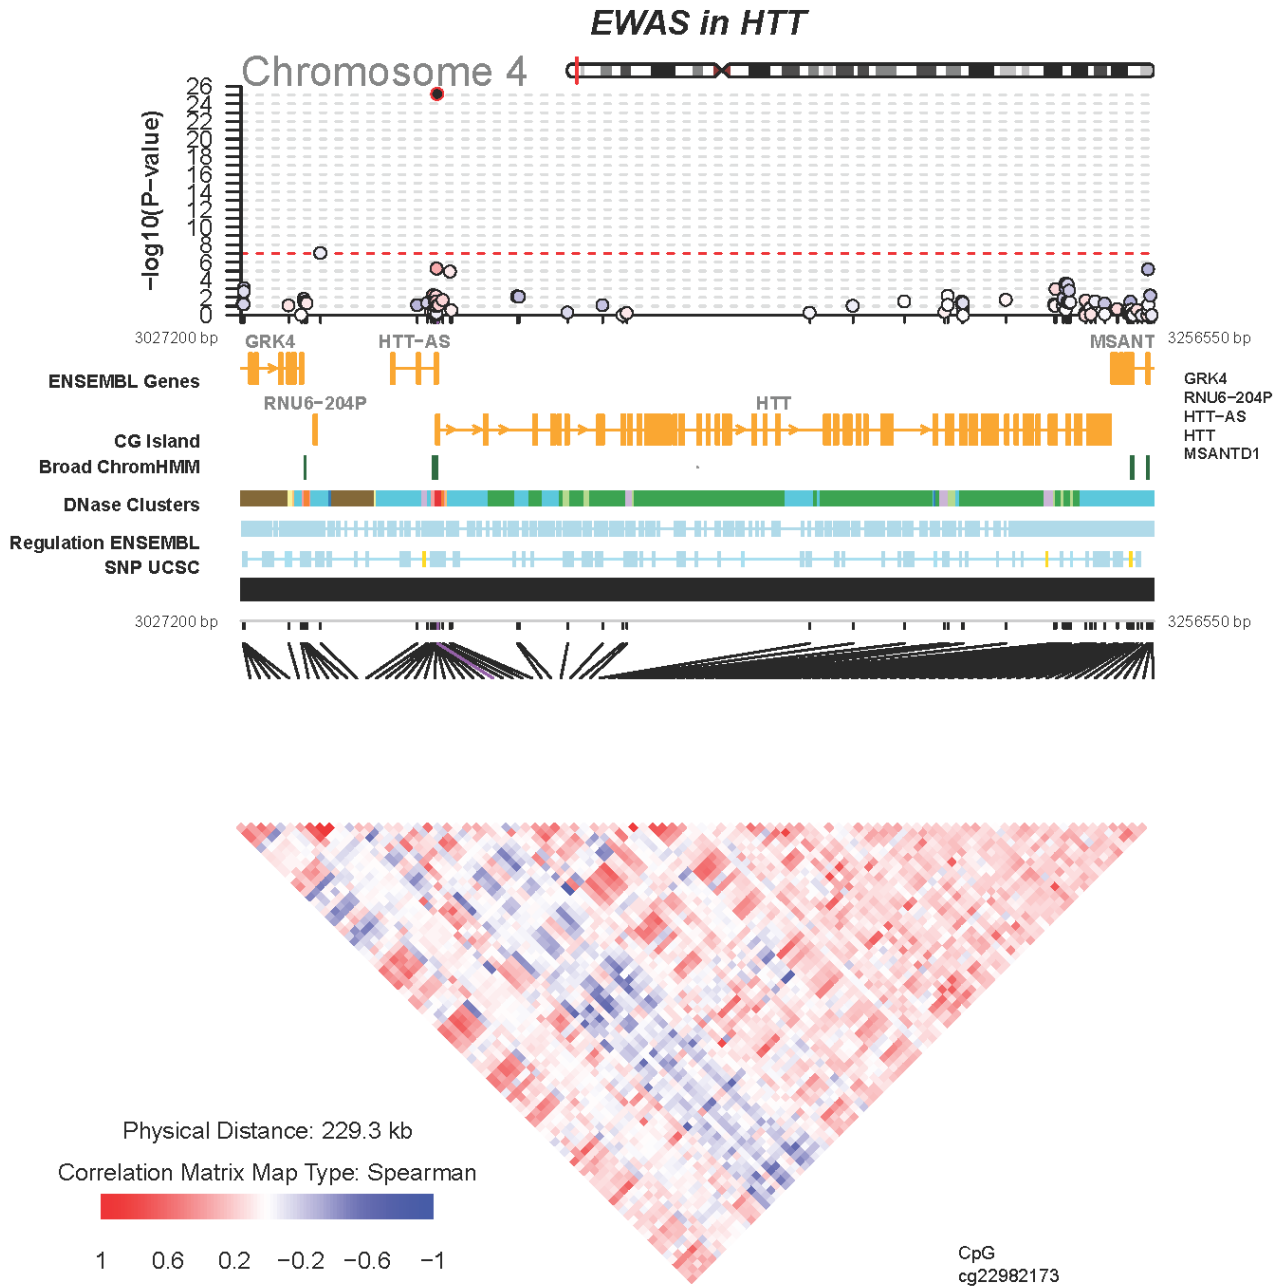 EWAS in HTT
Chromosome 4
−log10(P−value)
26
24
22
20
18
16
14
12
10
8
6
4
2
0
3027200 bp
3256550 bp
GRK4
HTT−AS
MSANT
ENSEMBL Genes
RNU6−204P
HTT
GRK4
RNU6−204P
HTT−AS
HTT
MSANTD1
CG Island
Broad ChromHMM
DNase Clusters
Regulation ENSEMBL
SNP UCSC
3027200 bp
3256550 bp
Physical Distance: 229.3 kb
Correlation Matrix Map Type: Spearman
1 0.6 0.2 −0.2 −0.6 −1
CpG
cg22982173